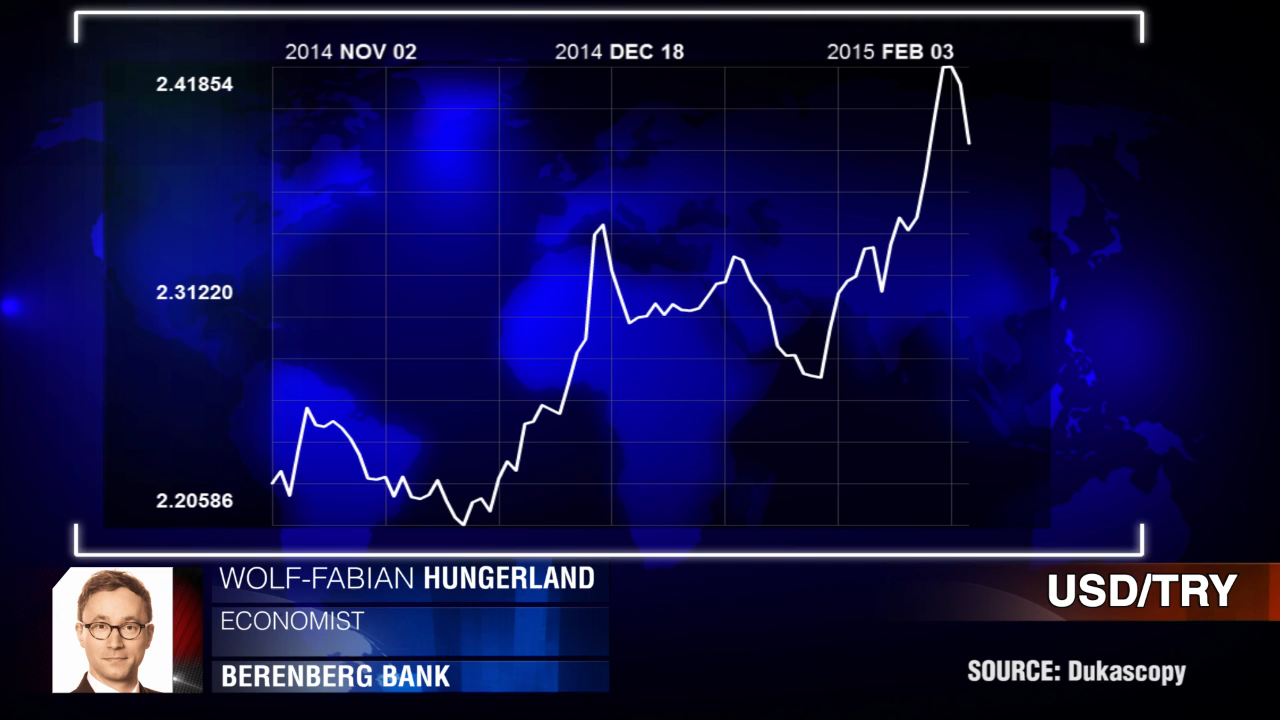 2014 NOV 02 2014 DEC 18 2015 FEB 03
2.41854
2.31220
2.20586
WOLF-FABIAN HUNGERLAND
ECONOMIST
BERENBERG BANK
USD/TRY
SOURCE: Dukascopy